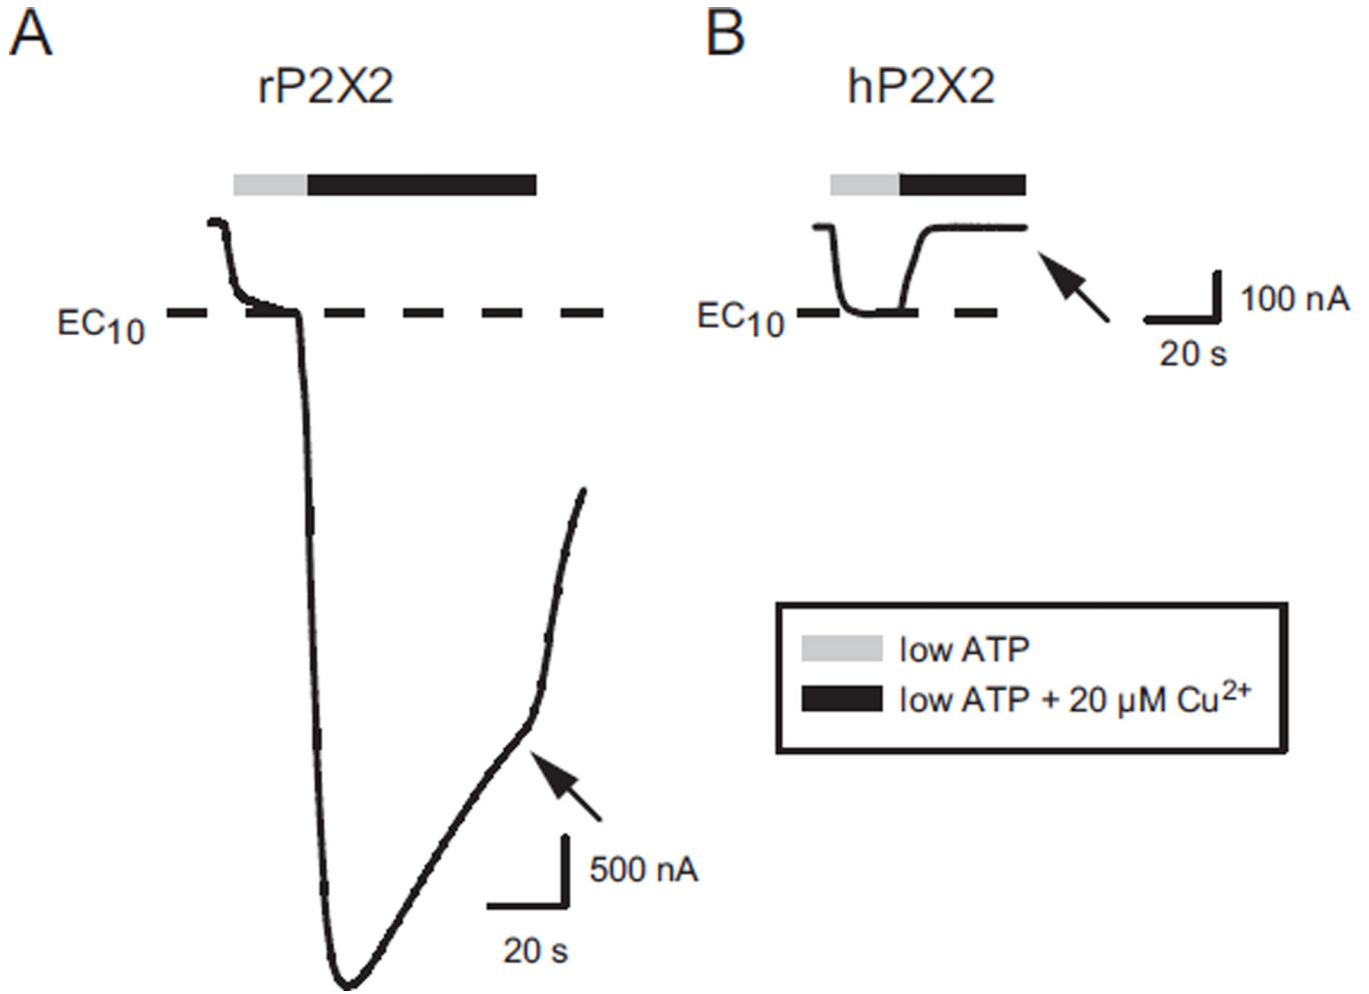 A
rP2X2
EC10
500 nA
20 s
B
hP2X2
EC10
100 nA
20 s
low ATP
low ATP + 20 µM Cu²⁺